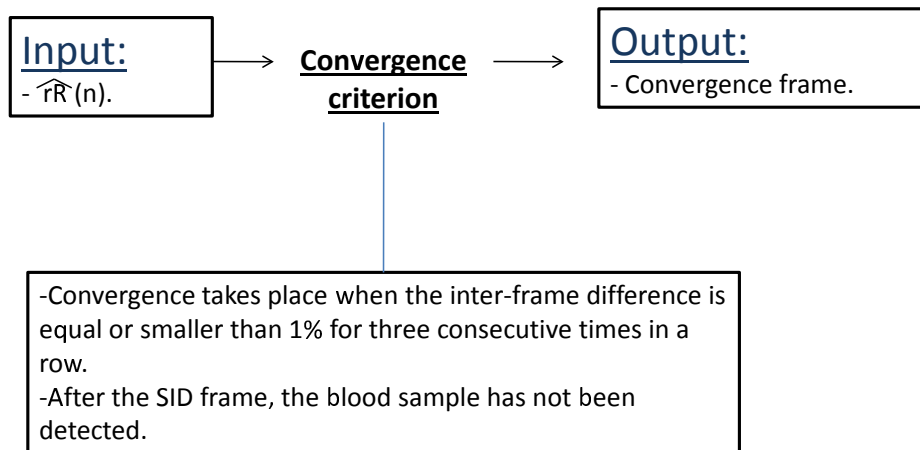 Input:
- r̂R̂ (n).
Convergence
criterion
Output:
- Convergence frame.
-Convergence takes place when the inter-frame difference is
equal or smaller than 1% for three consecutive times in a
row.
-After the SID frame, the blood sample has not been
detected.